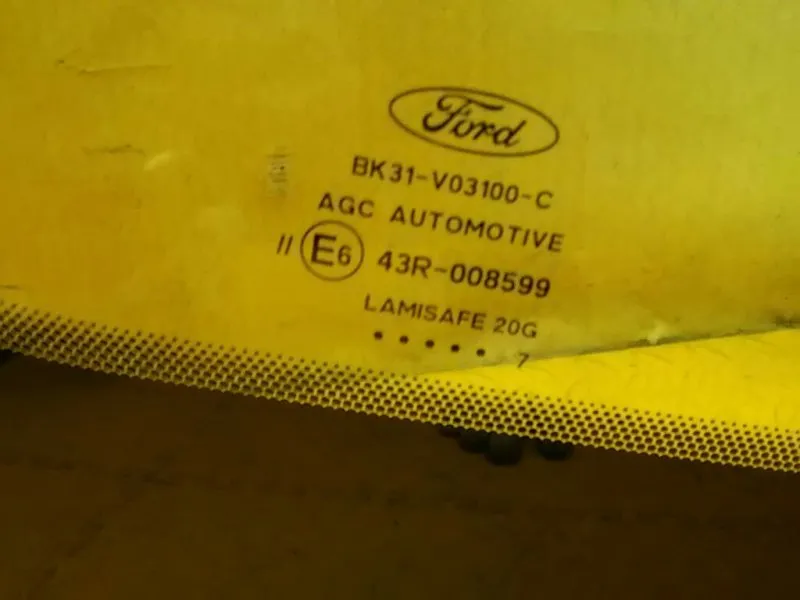 Ford
BK31-V03100-C
AGC AUTOMOTIVE
II E6 43R-008599
LAMISAFE 20G
. . . . . 7